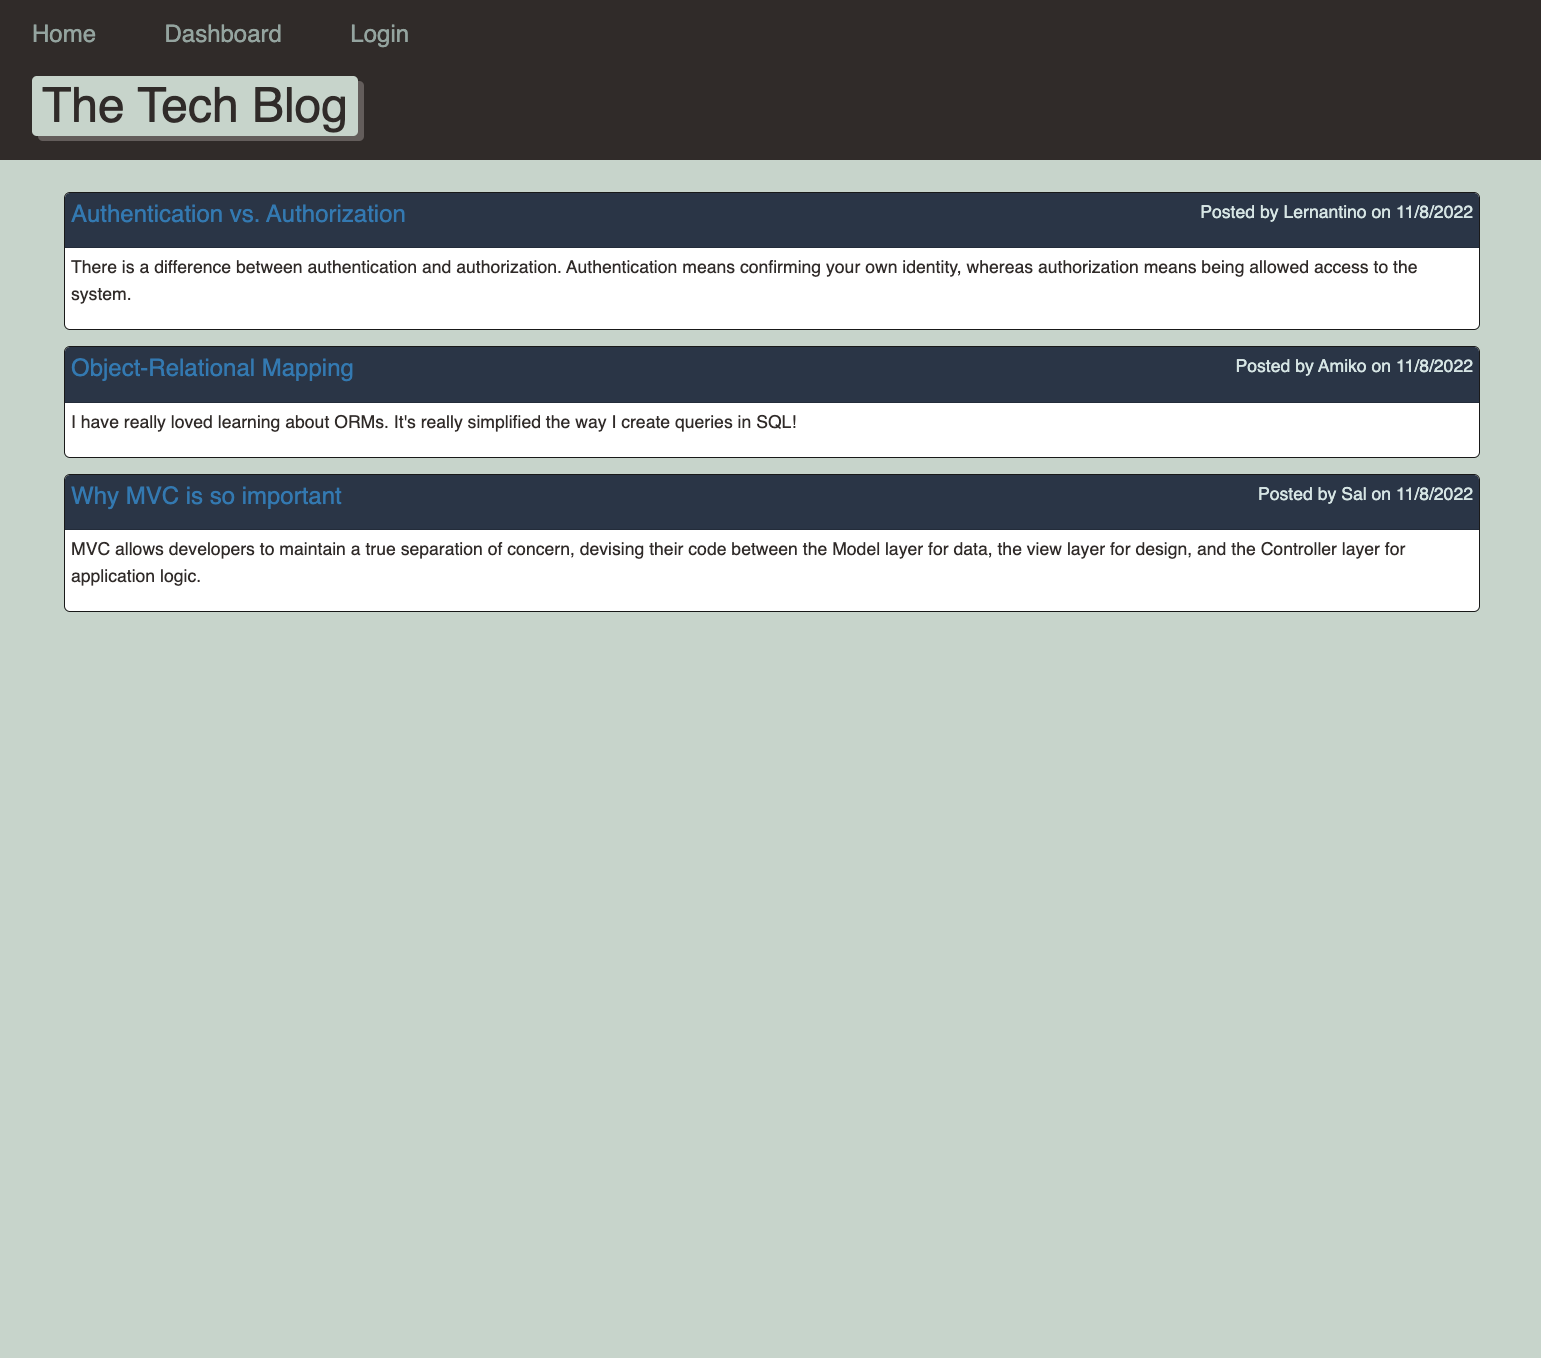 Home Dashboard Login
The Tech Blog
Authentication vs. Authorization Posted by Lernantino on 11/8/2022
There is a difference between authentication and authorization. Authentication means confirming your own identity, whereas authorization means being allowed access to the
system.
Object-Relational Mapping Posted by Amiko on 11/8/2022
I have really loved learning about ORMs. It's really simplified the way I create queries in SQL!
Why MVC is so important Posted by Sal on 11/8/2022
MVC allows developers to maintain a true separation of concern, devising their code between the Model layer for data, the view layer for design, and the Controller layer for
application logic.